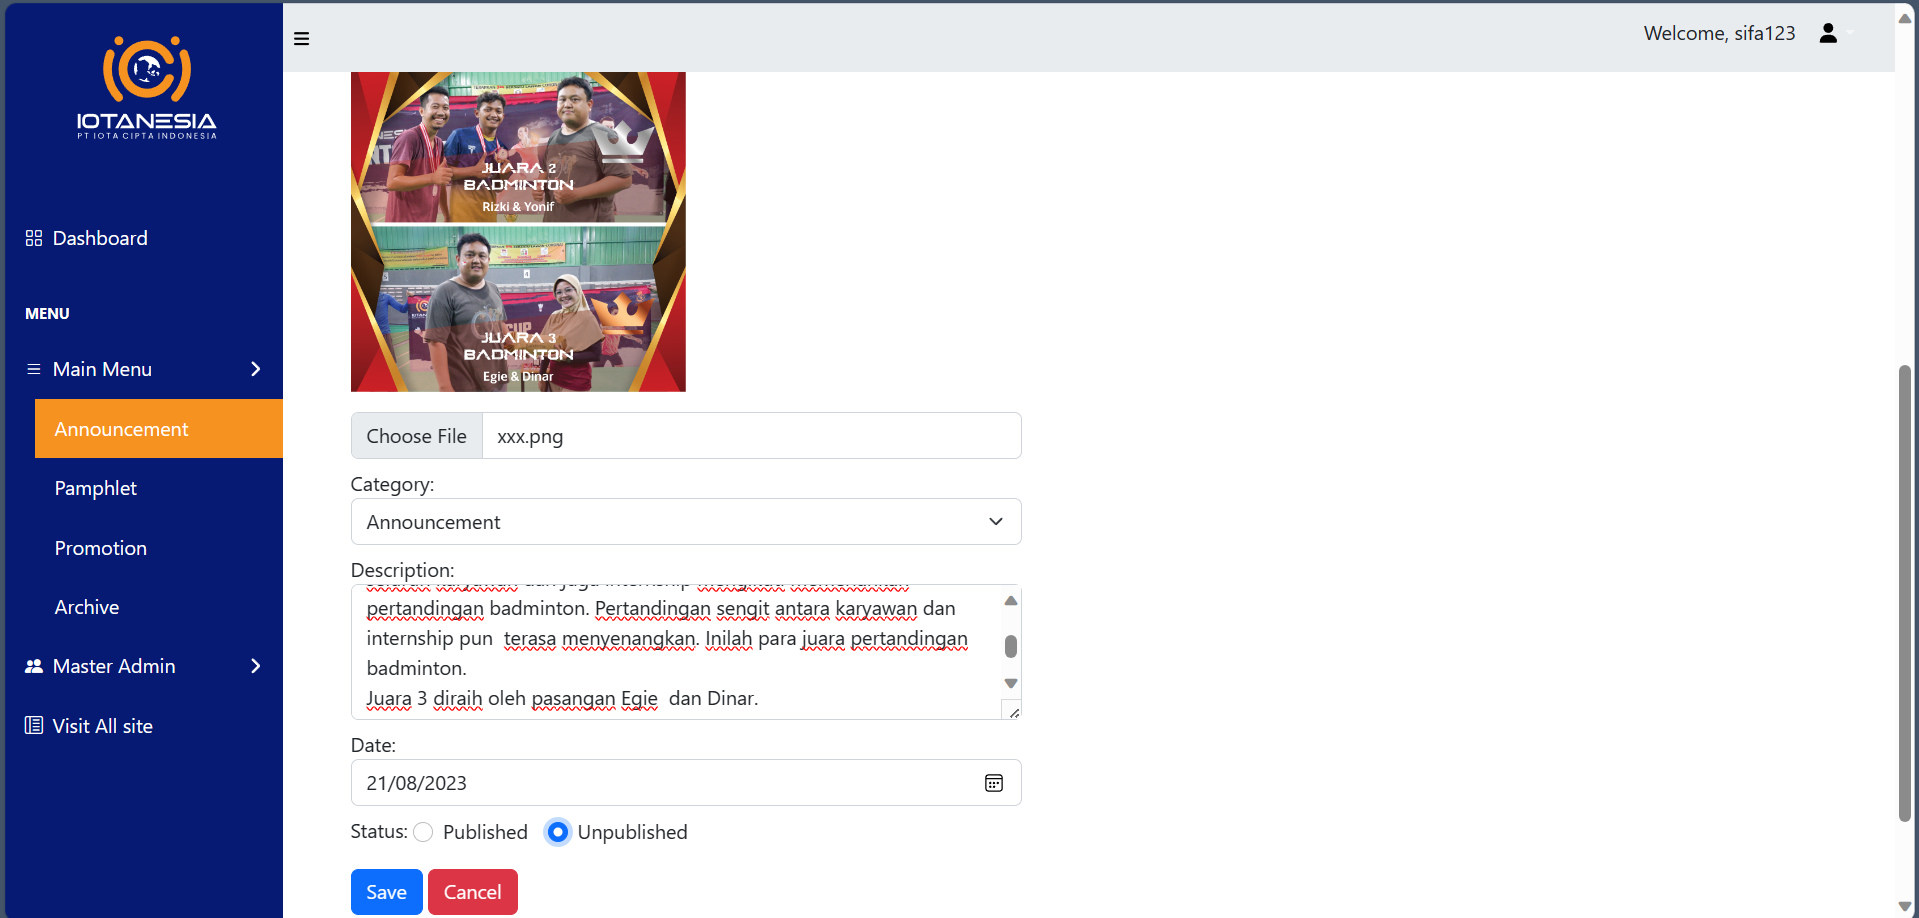 IOTANESIA
PT IOTA CIPTA INDONESIA
Welcome, sifa123
Dashboard
MENU
Main Menu
Announcement
Pamphlet
Promotion
Archive
Master Admin
Visit All site
JUARA 2
BADMINTON
Rizki & Yonif
CUP
JUARA 3
BADMINTON
Egie & Dinar
Choose File xxx.png
Category:
Announcement
Description:
pertandingan badminton. Pertandingan sengit antara karyawan dan
internship pun  terasa menyenangkan. Inilah para juara pertandingan
badminton.
Juara 3 diraih oleh pasangan Egie  dan Dinar.
Date:
21/08/2023
Status: Published Unpublished
Save Cancel